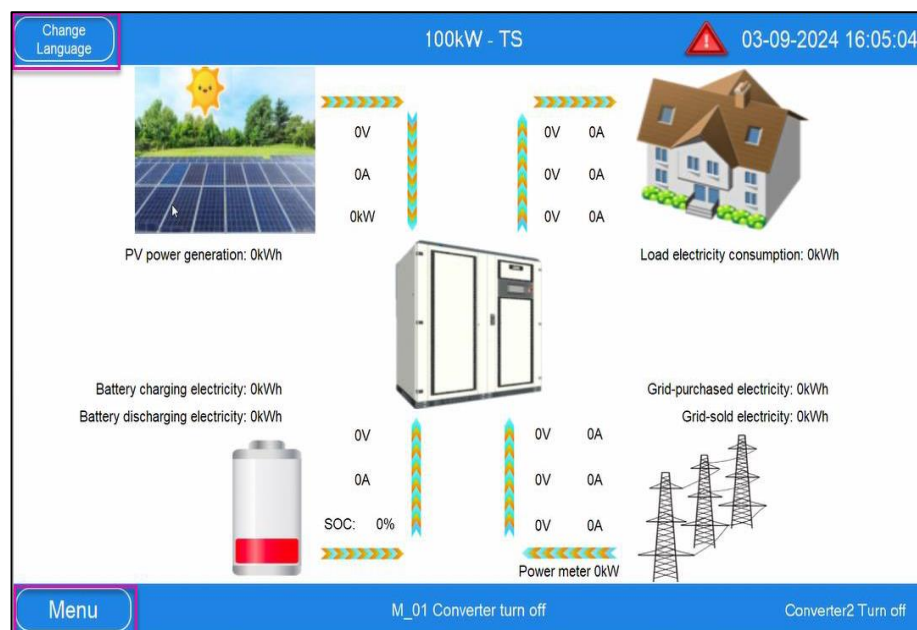 Change
Language
100kW - TS
03-09-2024 16:05:04
0V
0V 0A
0A
0V 0A
0kW
0V 0A
PV power generation: 0kWh
Load electricity consumption: 0kWh
Battery charging electricity: 0kWh
Grid-purchased electricity: 0kWh
Battery discharging electricity: 0kWh
Grid-sold electricity: 0kWh
0V
0V 0A
0A
0V 0A
SOC: 0%
0V 0A
Power meter 0kW
Menu
M_01 Converter turn off
Converter2 Turn off